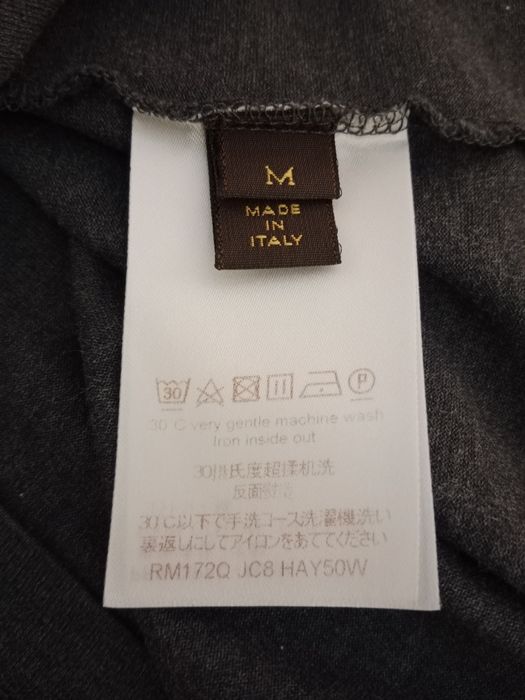 M
MADE
IN
ITALY
30 P
30°C very gentle machine wash
Iron inside out
30摄氏度超柔机洗
反面
30℃以下で手洗コース洗濯機洗い
裏返しにしてアイロンをあててください
RM172Q JC8 HAY50W